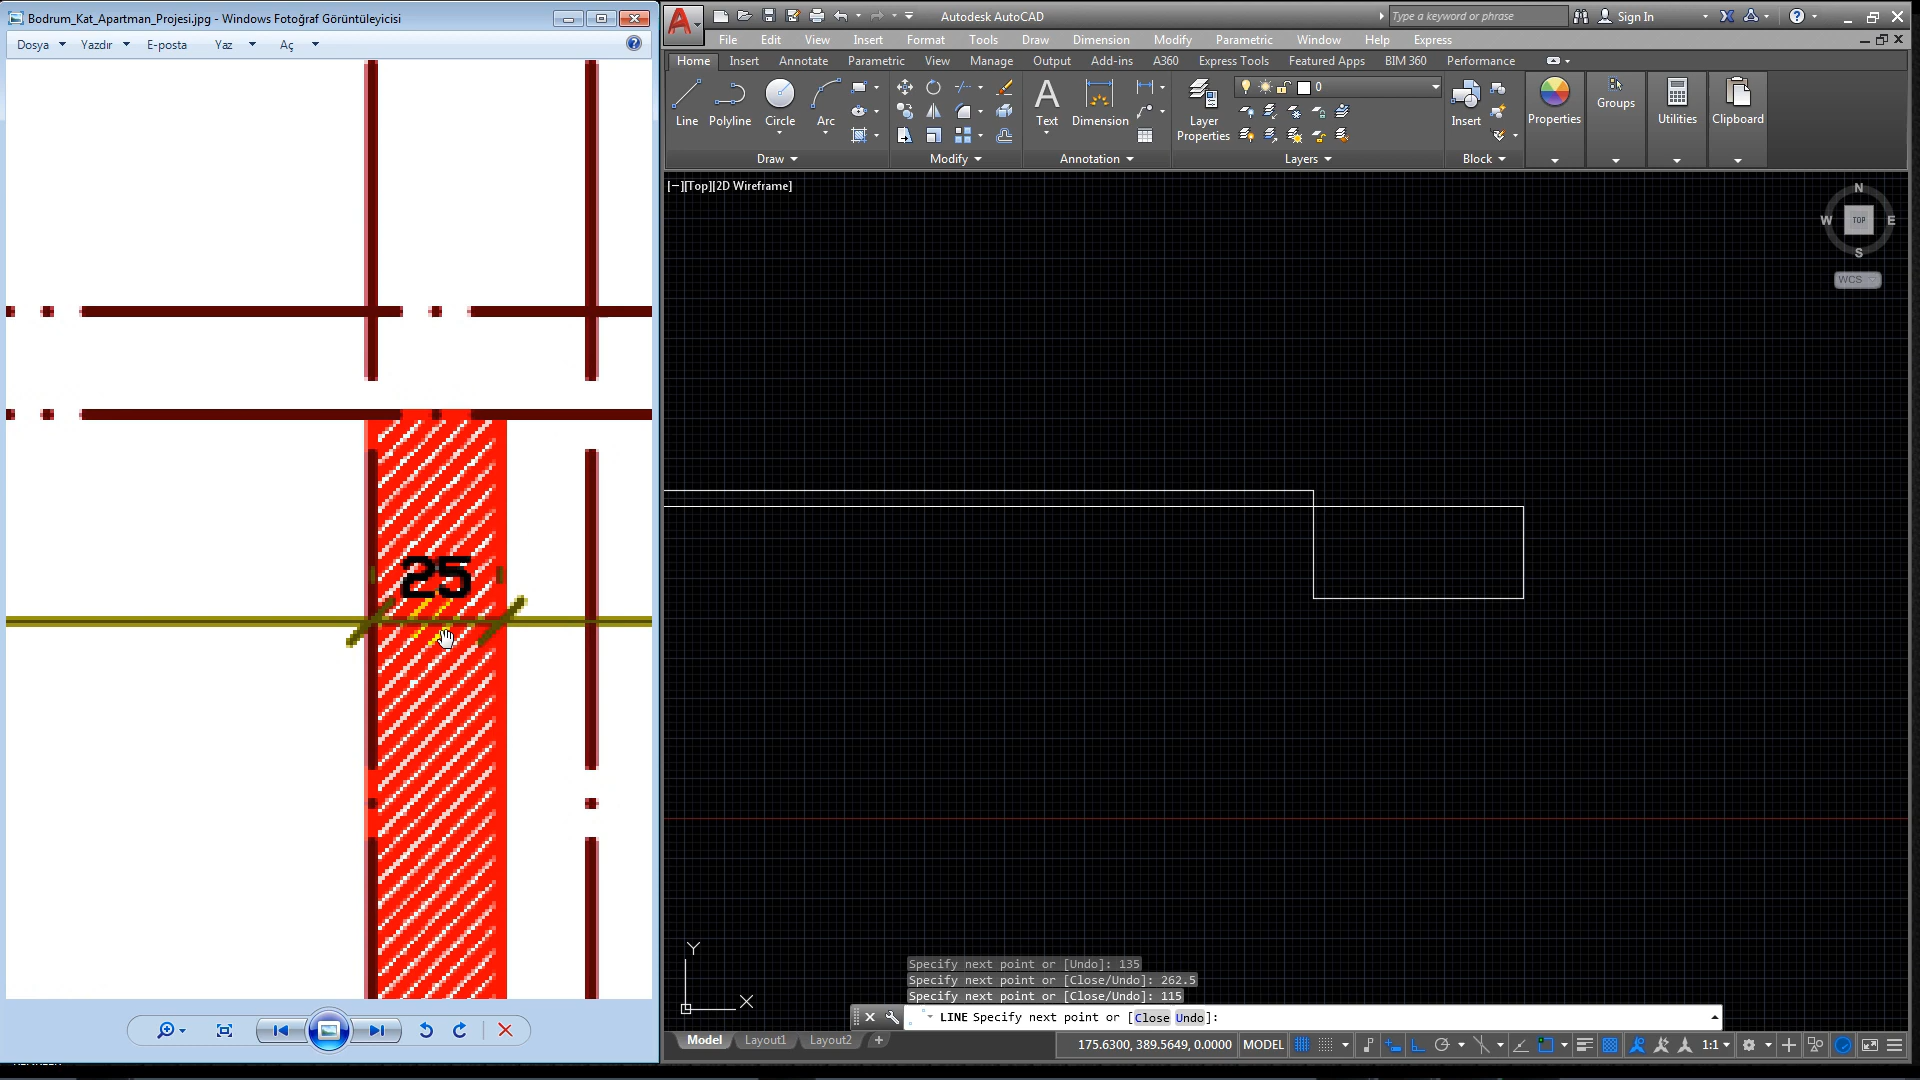 Bodrum_Kat_Apartman_Projesi.jpg - Windows Fotoğraf Görüntüleyicisi
Dosya Yazdır E-posta Yaz Aç
25
Autodesk AutoCAD
Type a keyword or phrase
Sign In
File Edit View Insert Format Tools Draw Dimension Modify Parametric Window Help Express
Home Insert Annotate Parametric View Manage Output Add-ins A360 Express Tools Featured Apps BIM 360 Performance
0
Line Polyline Circle Arc Text Dimension Layer Properties Insert Properties Groups Utilities Clipboard
Draw Modify Annotation Layers Block
[−][Top][2D Wireframe]
N
W TOP E
S
WCS
Y
X
Specify next point or [Undo]: 135
Specify next point or [Close/Undo]: 262.5
Specify next point or [Close/Undo]: 115
LINE Specify next point or [Close Undo]:
Model Layout1 Layout2 +
175.6300, 389.5649, 0.0000 MODEL 1:1